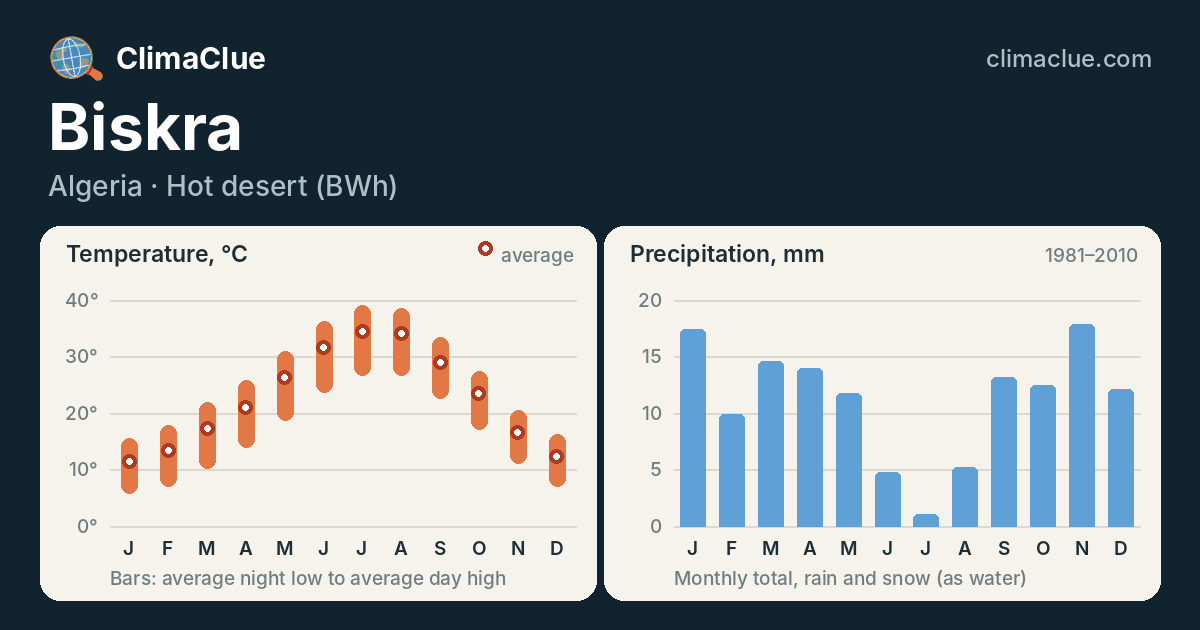 ClimaClue
climaclue.com
Biskra
Algeria · Hot desert (BWh)
Temperature, °C
average
40°
30°
20°
10°
0°
J F M A M J J A S O N D
Bars: average night low to average day high
Precipitation, mm
1981–2010
20
15
10
5
0
J F M A M J J A S O N D
Monthly total, rain and snow (as water)